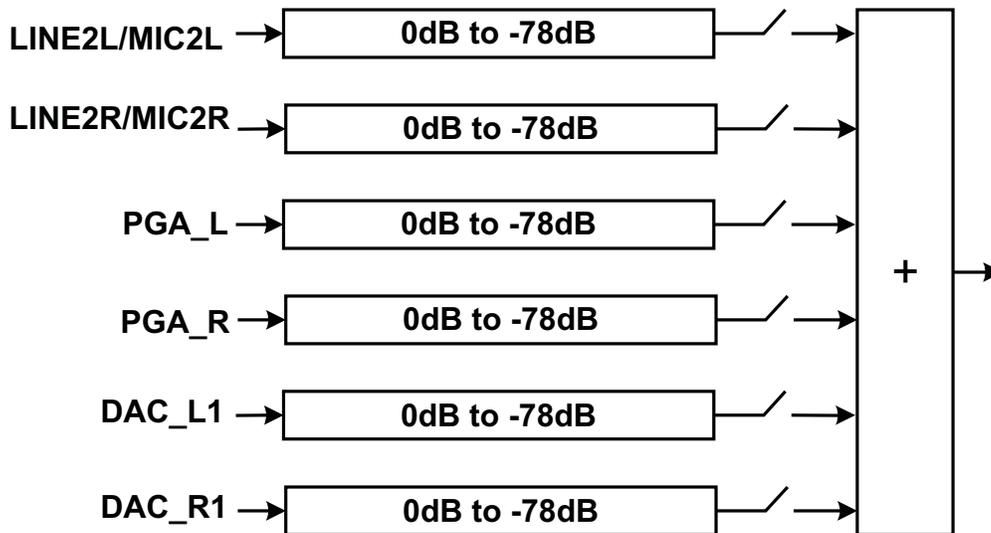 LINE2L/MIC2L 0dB to -78dB
LINE2R/MIC2R 0dB to -78dB
PGA_L 0dB to -78dB
+
PGA_R 0dB to -78dB
DAC_L1 0dB to -78dB
DAC_R1 0dB to -78dB